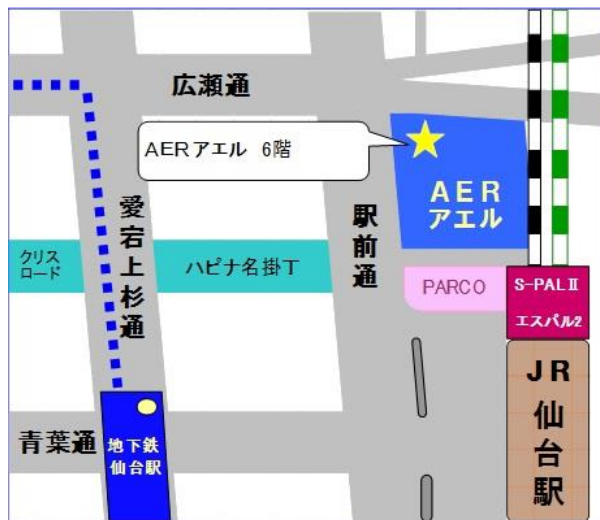 広瀬通
AERアエル 6階
AER
アエル
愛宕上杉通
駅前通
クリス
ロード
ハピナ名掛丁
PARCO
S-PALⅡ
エスパル2
JR
仙台駅
青葉通
地下鉄
仙台駅